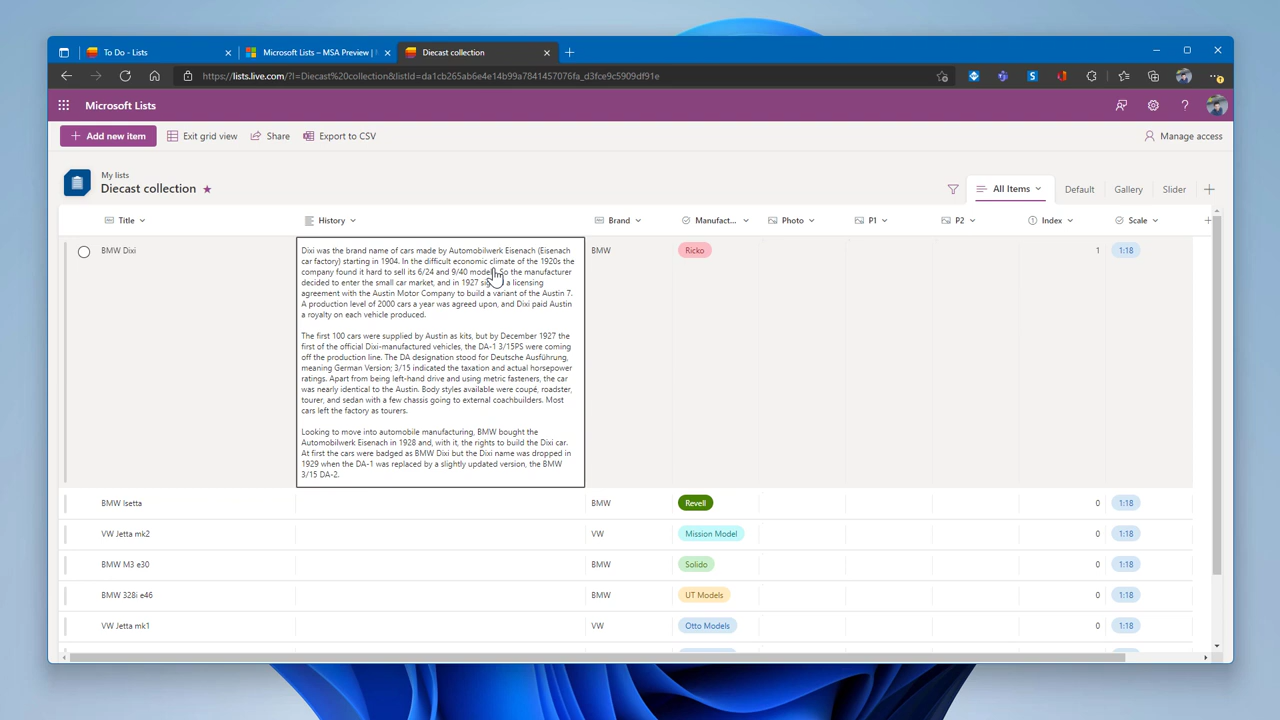 To Do - Lists
Microsoft Lists – MSA Preview |
Diecast collection
https://lists.live.com/?l=Diecast%20collection&listId=da1cb265ab6e4e14b99a7841457076fa_d3fce9c5909df91e
Microsoft Lists
Add new item
Exit grid view
Share
Export to CSV
Manage access
My lists
Diecast collection
All Items
Default
Gallery
Slider
Title
History
Brand
Manufact...
Photo
P1
P2
Index
Scale
BMW Dixi
Dixi was the brand name of cars made by Automobilwerk Eisenach (Eisenach
car factory) starting in 1904. In the difficult economic climate of the 1920s the
company found it hard to sell its 6/24 and 9/40 models. So the manufacturer
decided to enter the small car market, and in 1927 a licensing
agreement with the Austin Motor Company to build a variant of the Austin 7.
A production level of 2000 cars a year was agreed upon, and Dixi paid Austin
a royalty on each vehicle produced.
The first 100 cars were supplied by Austin as kits, but by December 1927 the
first of the official Dixi-manufactured vehicles, the DA-1 3/15PS were coming
off the production line. The DA designation stood for Deutsche Ausführung,
meaning German Version; 3/15 indicated the taxation and actual horsepower
ratings. Apart from being left-hand drive and using metric fasteners, the car
was nearly identical to the Austin. Body styles available were coupé, roadster,
tourer, and sedan with a few chassis going to external coachbuilders. Most
cars left the factory as tourers.
Looking to move into automobile manufacturing, BMW bought the
Automobilwerk Eisenach in 1928 and, with it, the rights to build the Dixi car.
At first the cars were badged as BMW Dixi but the Dixi name was dropped in
1929 when the DA-1 was replaced by a slightly updated version, the BMW
3/15 DA-2.
BMW
Ricko
1
1:18
BMW Isetta
BMW
Revell
0
1:18
VW Jetta mk2
VW
Mission Model
0
1:18
BMW M3 e30
BMW
Solido
0
1:18
BMW 328i e46
BMW
UT Models
0
1:18
VW Jetta mk1
VW
Otto Models
0
1:18